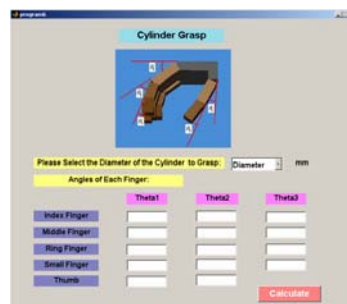 program6
Cylinder Grasp
Please Select the Diameter of the Cylinder to Grasp: Diameter mm
Angles of Each Finger:
Theta1 Theta2 Theta3
Index Finger
Middle Finger
Ring Finger
Small Finger
Thumb
Calculate